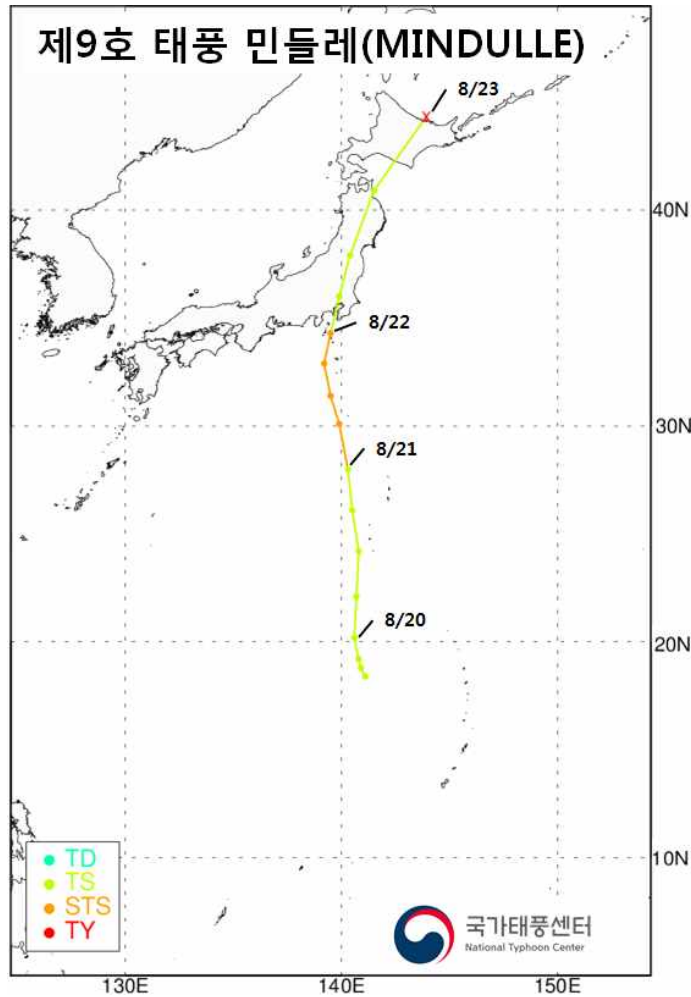 제9호 태풍 민들레(MINDULLE)
8/23
40N
8/22
30N
8/21
8/20
20N
TD
TS
STS
TY
10N
국가태풍센터
National Typhoon Center
130E
140E
150E